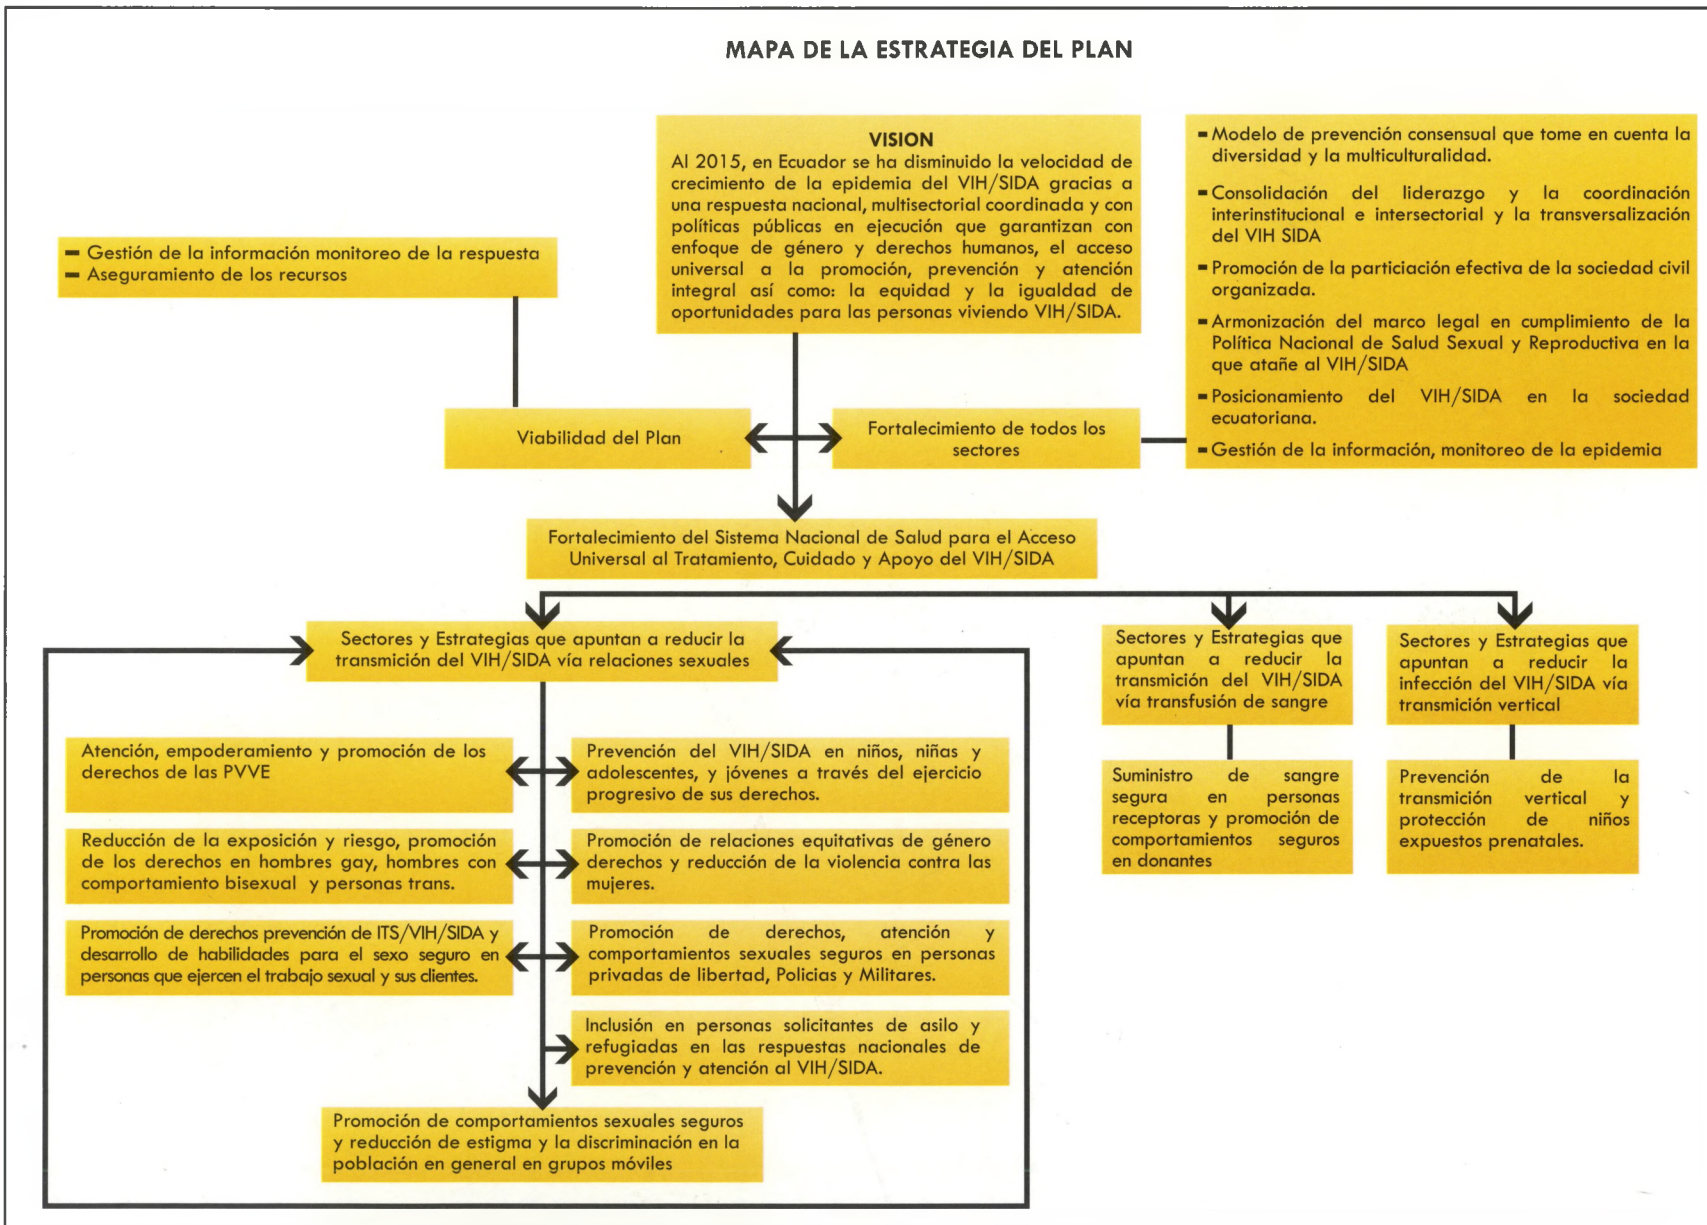 MAPA DE LA ESTRATEGIA DEL PLAN
VISION
Al 2015, en Ecuador se ha disminuido la velocidad de
crecimiento de la epidemia del VIH/SIDA gracias a
una respuesta nacional, multisectorial coordinada y con
políticas públicas en ejecución que garantizan con
enfoque de género y derechos humanos, el acceso
universal a la promoción, prevención y atención
integral así como: la equidad y la igualdad de
oportunidades para las personas viviendo VIH/SIDA.
- Modelo de prevención consensual que tome en cuenta la
diversidad y la multiculturalidad.
- Consolidación del liderazgo y la coordinación
interinstitucional e intersectorial y la transversalización
del VIH SIDA
- Promoción de la particiación efectiva de la sociedad civil
organizada.
- Armonización del marco legal en cumplimiento de la
Política Nacional de Salud Sexual y Reproductiva en la
que atañe al VIH/SIDA
- Posicionamiento del VIH/SIDA en la sociedad
ecuatoriana.
- Gestión de la información, monitoreo de la epidemia
- Gestión de la información monitoreo de la respuesta
- Aseguramiento de los recursos
Viabilidad del Plan
Fortalecimiento de todos los
sectores
Fortalecimiento del Sistema Nacional de Salud para el Acceso
Universal al Tratamiento, Cuidado y Apoyo del VIH/SIDA
Sectores y Estrategias que apuntan a reducir la
transmición del VIH/SIDA vía relaciones sexuales
Sectores y Estrategias que
apuntan a reducir la
transmición del VIH/SIDA
vía transfusión de sangre
Sectores y Estrategias que
apuntan a reducir la
infección del VIH/SIDA vía
transmición vertical
Atención, empoderamiento y promoción de los
derechos de las PVVE
Prevención del VIH/SIDA en niños, niñas y
adolescentes, y jóvenes a través del ejercicio
progresivo de sus derechos.
Suministro de sangre
segura en personas
receptoras y promoción de
comportamientos seguros
en donantes
Prevención de la
transmición vertical y
protección de niños
expuestos prenatales.
Reducción de la exposición y riesgo, promoción
de los derechos en hombres gay, hombres con
comportamiento bisexual y personas trans.
Promoción de relaciones equitativas de género
derechos y reducción de la violencia contra las
mujeres.
Promoción de derechos prevención de ITS/VIH/SIDA y
desarrollo de habilidades para el sexo seguro en
personas que ejercen el trabajo sexual y sus clientes.
Promoción de derechos, atención y
comportamientos sexuales seguros en personas
privadas de libertad, Policias y Militares.
Inclusión en personas solicitantes de asilo y
refugiadas en las respuestas nacionales de
prevención y atención al VIH/SIDA.
Promoción de comportamientos sexuales seguros
y reducción de estigma y la discriminación en la
población en general en grupos móviles